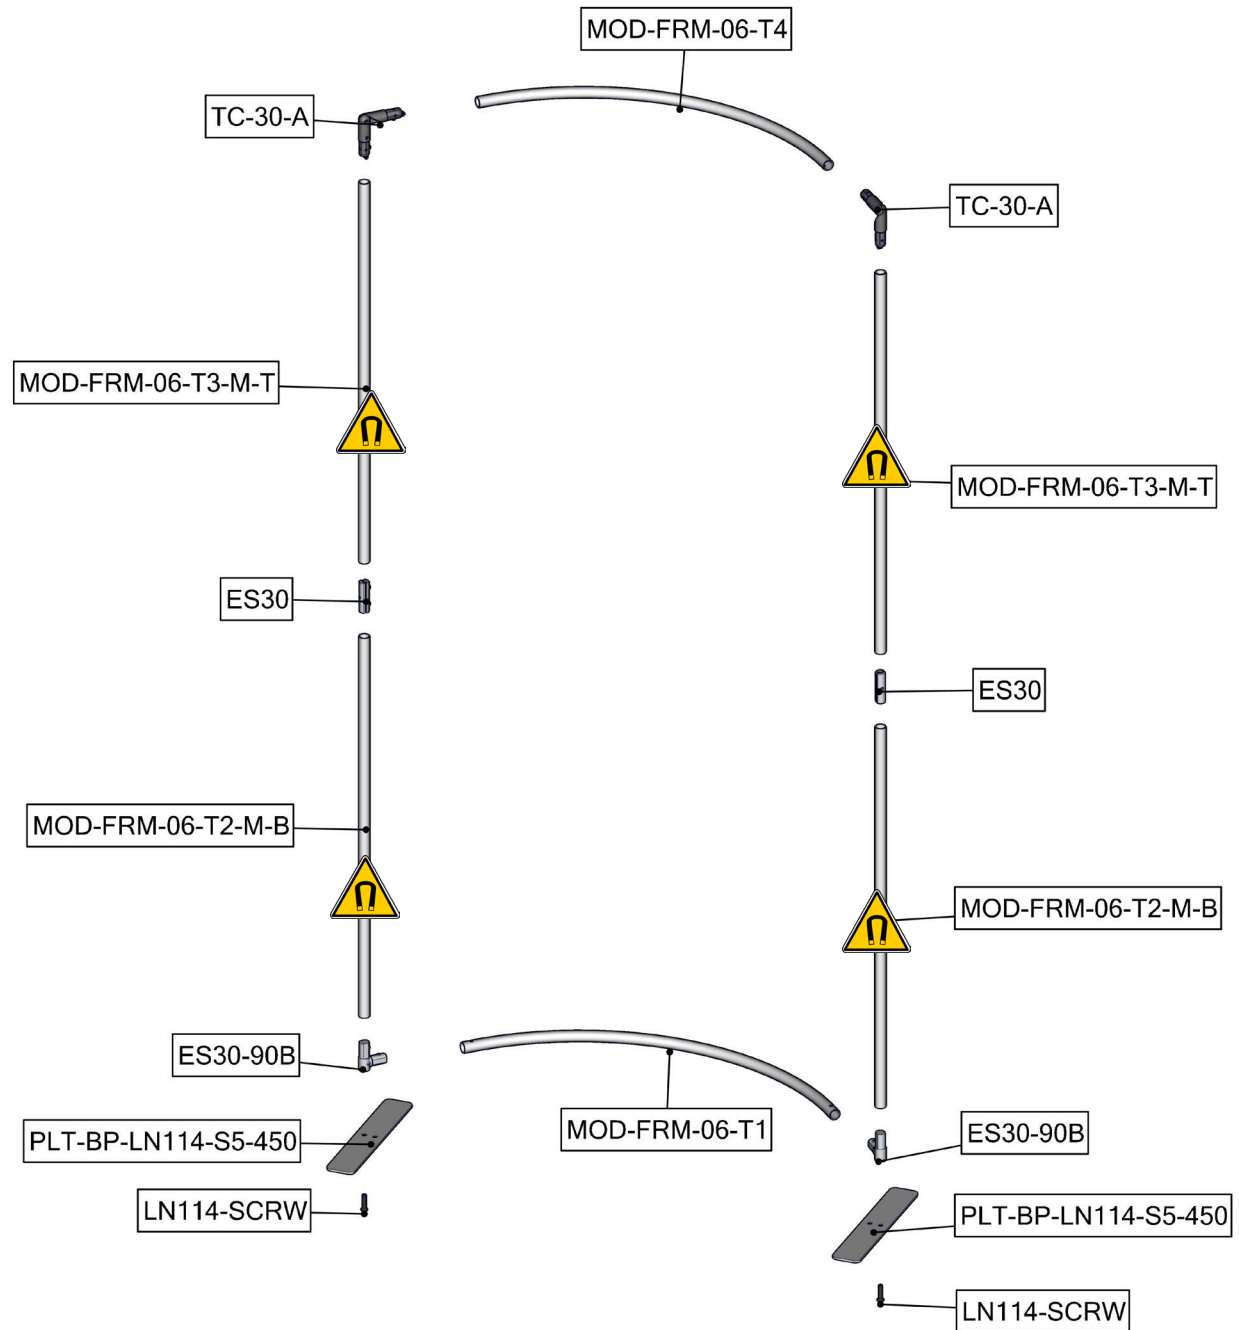 MOD-FRM-06-T4
TC-30-A
TC-30-A
MOD-FRM-06-T3-M-T
MOD-FRM-06-T3-M-T
ES30
ES30
MOD-FRM-06-T2-M-B
MOD-FRM-06-T2-M-B
ES30-90B
MOD-FRM-06-T1
ES30-90B
PLT-BP-LN114-S5-450
LN114-SCRW
PLT-BP-LN114-S5-450
LN114-SCRW